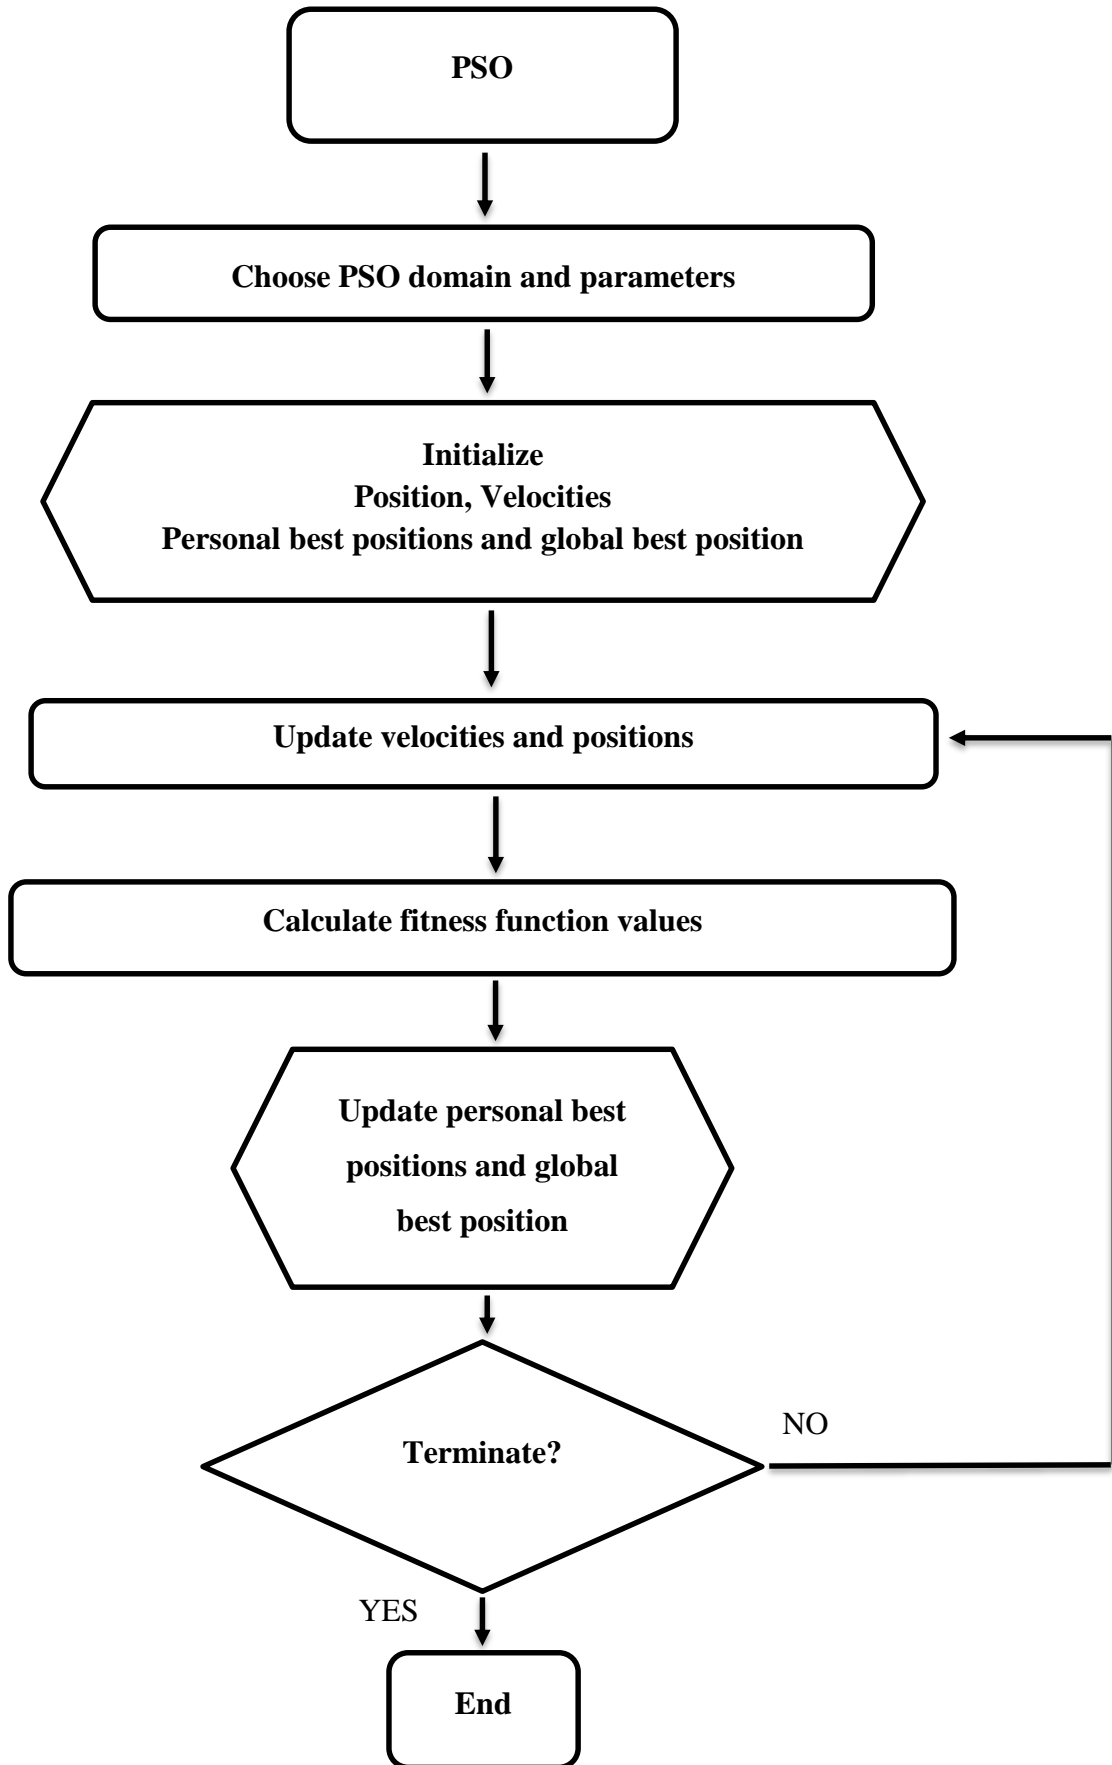 PSO
Choose PSO domain and parameters
Initialize
Position, Velocities
Personal best positions and global best position
Update velocities and positions
Calculate fitness function values
Update personal best
positions and global
best position
Terminate?
NO
YES
End